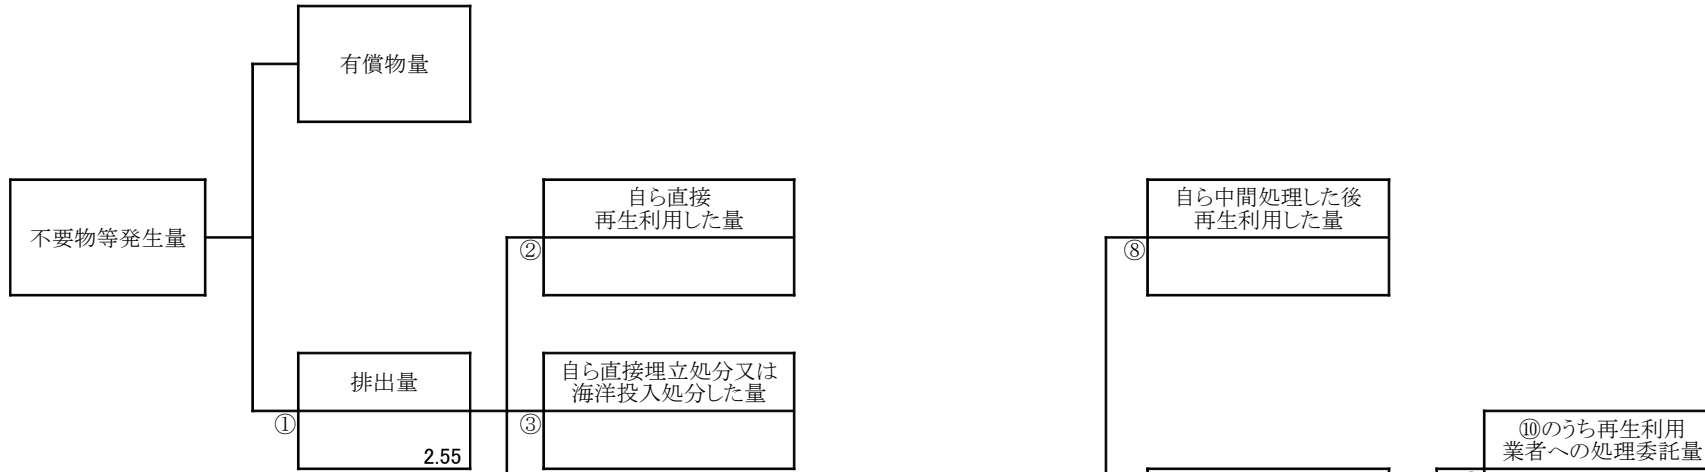 有償物量
不要物等発生量
自ら直接
再生利用した量
②
自ら中間処理した後
再生利用した量
⑧
排出量
①
2.55
自ら直接埋立処分又は
海洋投入処分した量
③
⑩のうち再生利用
業者への処理委託量